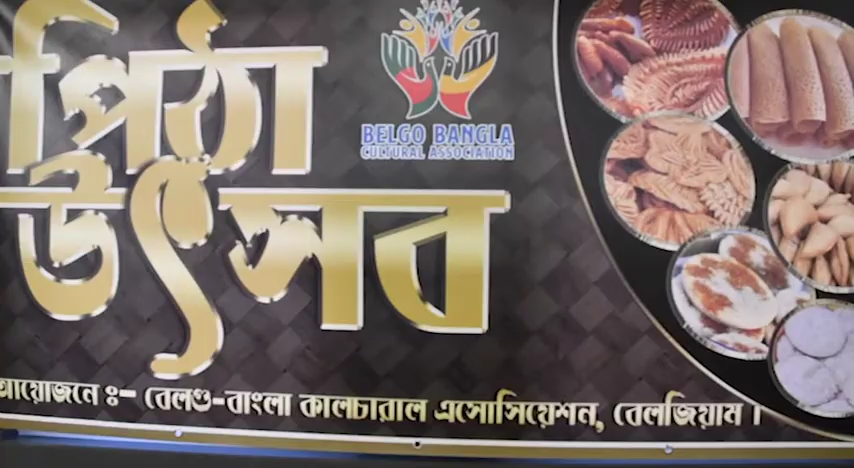 পিঠা
উৎসব
BELGO BANGLA
CULTURAL ASSOCIATION
আয়োজনে ঃ- বেলগু-বাংলা কালচারাল এসোসিয়েশন, বেলজিয়াম।